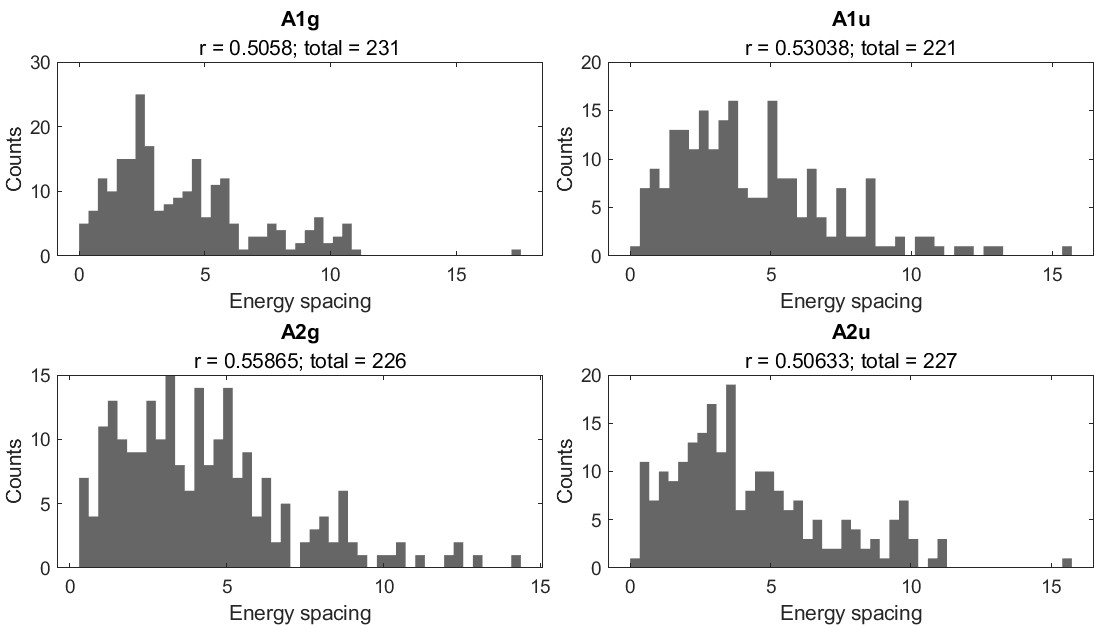 A1g
r = 0.5058; total = 231
30
20
10
0
0 5 10 15
Counts
Energy spacing
A1u
r = 0.53038; total = 221
20
15
10
5
0
0 5 10 15
Counts
Energy spacing
A2g
r = 0.55865; total = 226
15
10
5
0
0 5 10 15
Counts
Energy spacing
A2u
r = 0.50633; total = 227
20
15
10
5
0
0 5 10 15
Counts
Energy spacing